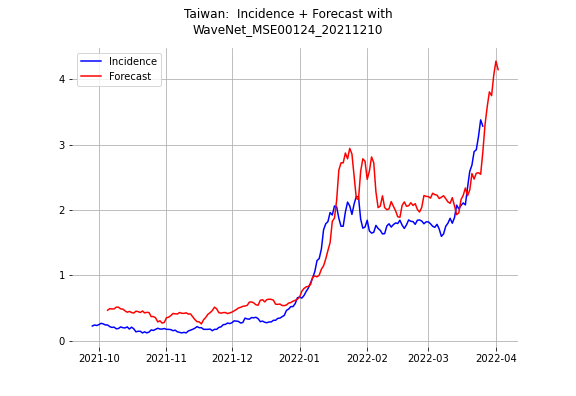 Taiwan:  Incidence + Forecast with
WaveNet_MSE00124_20211210
Incidence
Forecast
4
3
2
1
0
2021-10 2021-11 2021-12 2022-01 2022-02 2022-03 2022-04